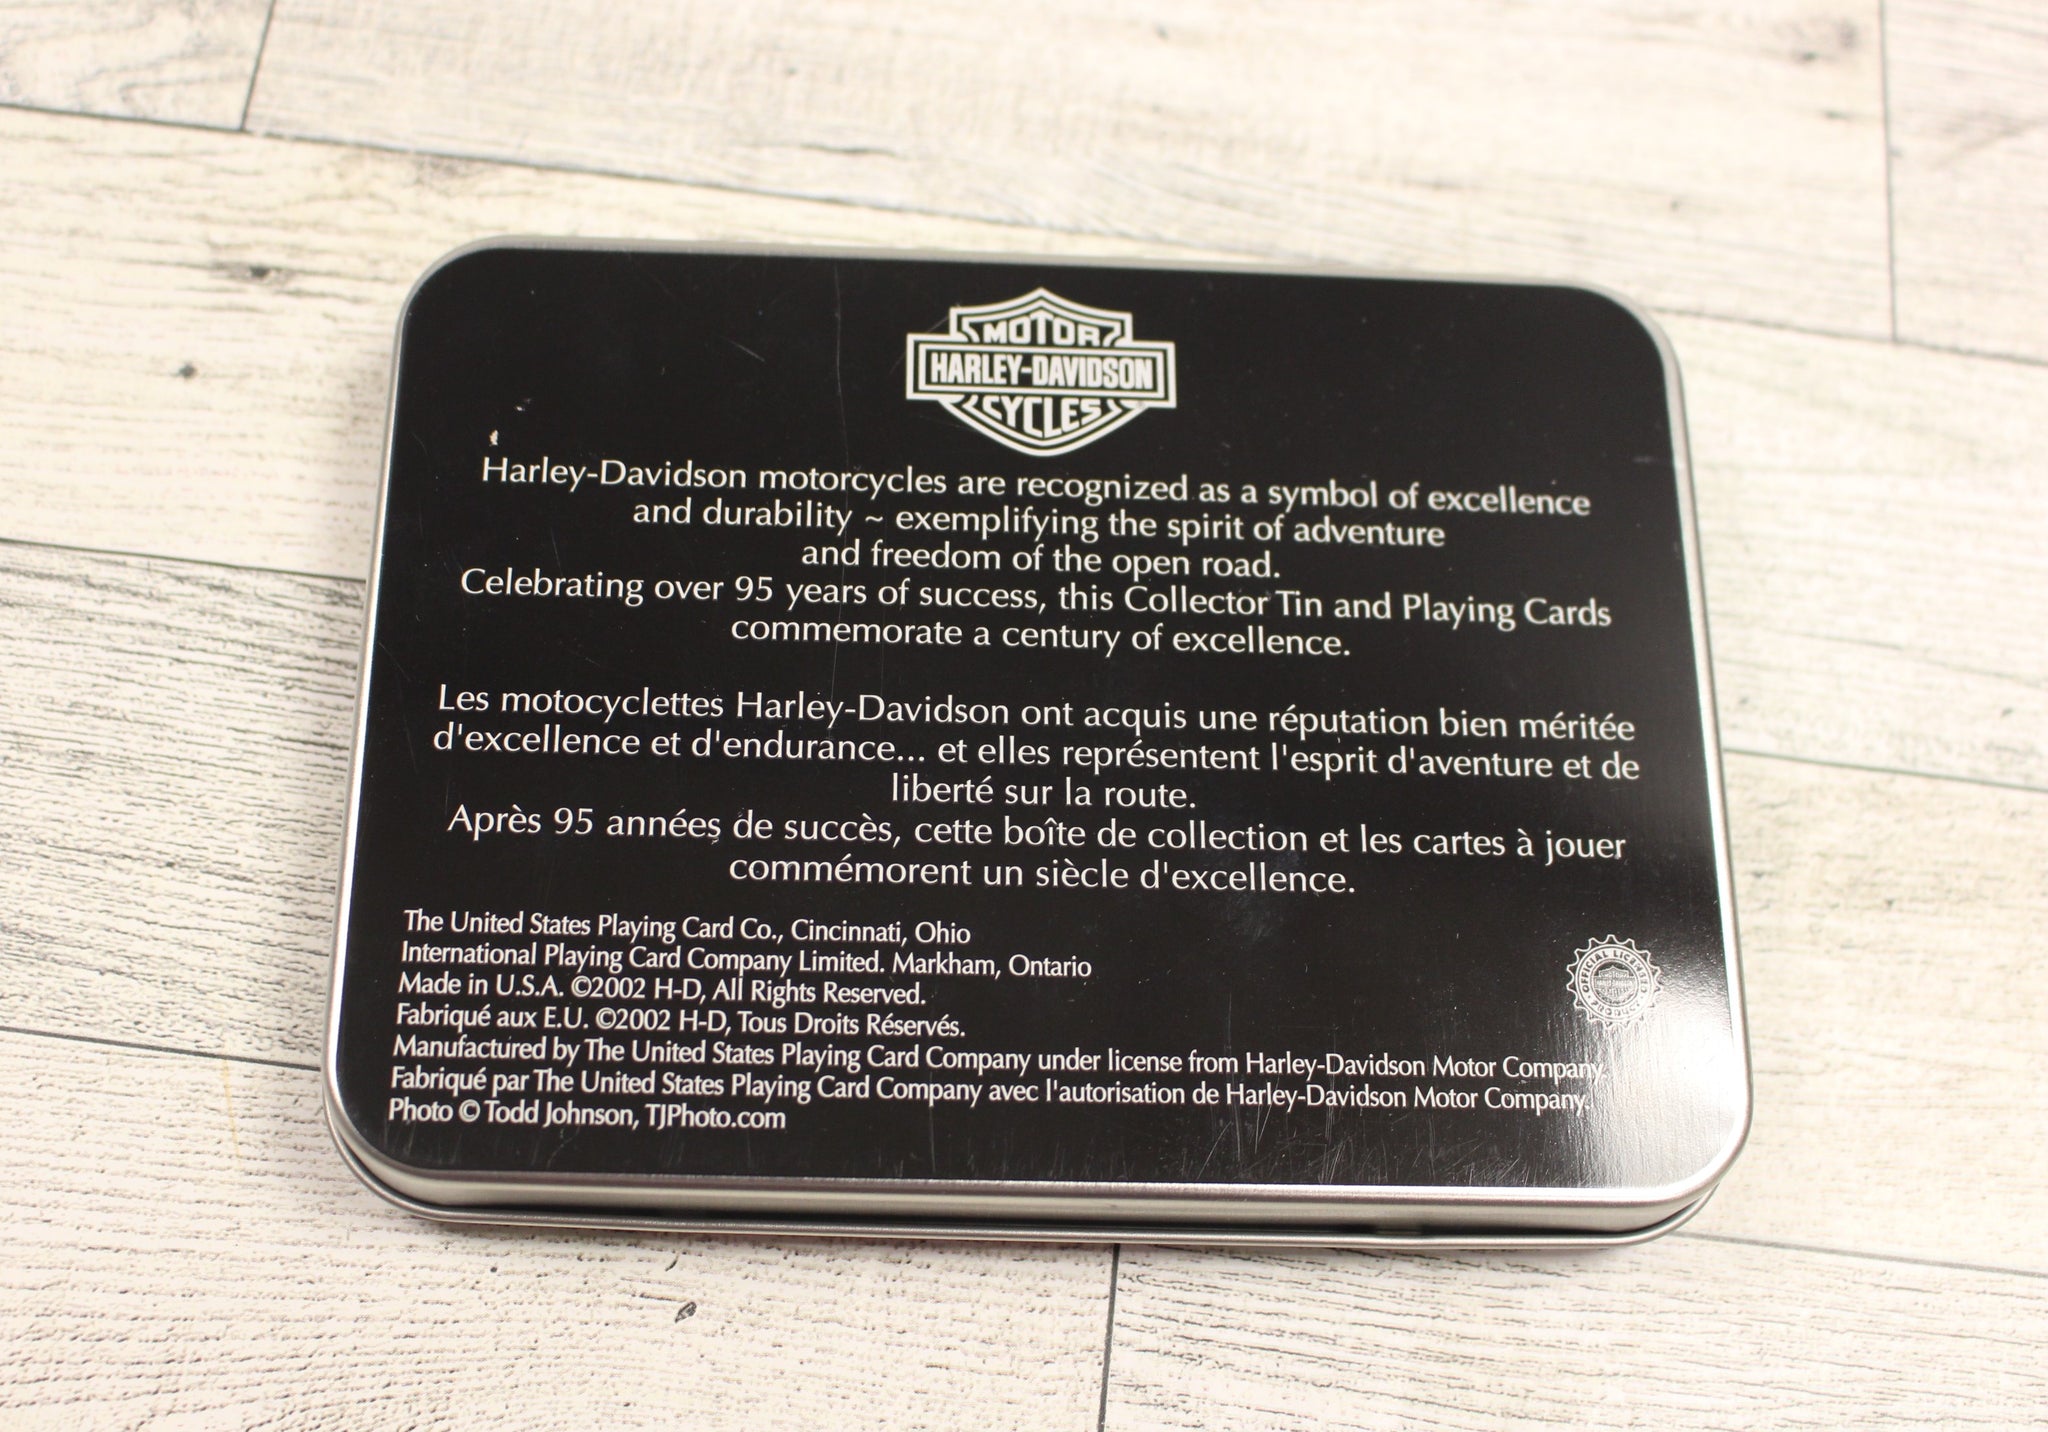 MOTOR
HARLEY-DAVIDSON
CYCLES
Harley-Davidson motorcycles are recognized as a symbol of excellence
and durability ~ exemplifying the spirit of adventure
and freedom of the open road.
Celebrating over 95 years of success, this Collector Tin and Playing Cards
commemorate a century of excellence.
Les motocyclettes Harley-Davidson ont acquis une réputation bien méritée
d'excellence et d'endurance... et elles représentent l'esprit d'aventure et de
liberté sur la route.
Après 95 années de succès, cette boîte de collection et les cartes à jouer
commémorent un siècle d'excellence.
The United States Playing Card Co., Cincinnati, Ohio
International Playing Card Company Limited. Markham, Ontario
Made in U.S.A. ©2002 H-D, All Rights Reserved.
Fabriqué aux E.U. ©2002 H-D, Tous Droits Réservés.
Manufactured by The United States Playing Card Company under license from Harley-Davidson Motor Company.
Fabriqué par The United States Playing Card Company avec l'autorisation de Harley-Davidson Motor Company.
Photo © Todd Johnson, TJPhoto.com
OFFICIAL LICENSED